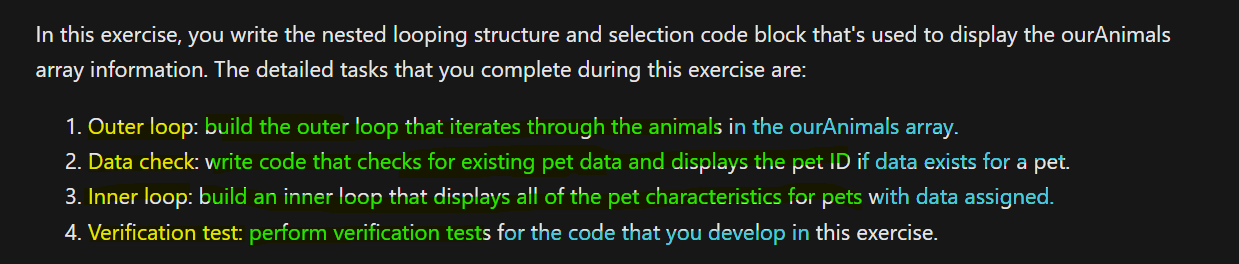 In this exercise, you write the nested looping structure and selection code block that's used to display the ourAnimals
array information. The detailed tasks that you complete during this exercise are:
1. Outer loop: build the outer loop that iterates through the animals in the ourAnimals array.
2. Data check: write code that checks for existing pet data and displays the pet ID if data exists for a pet.
3. Inner loop: build an inner loop that displays all of the pet characteristics for pets with data assigned.
4. Verification test: perform verification tests for the code that you develop in this exercise.